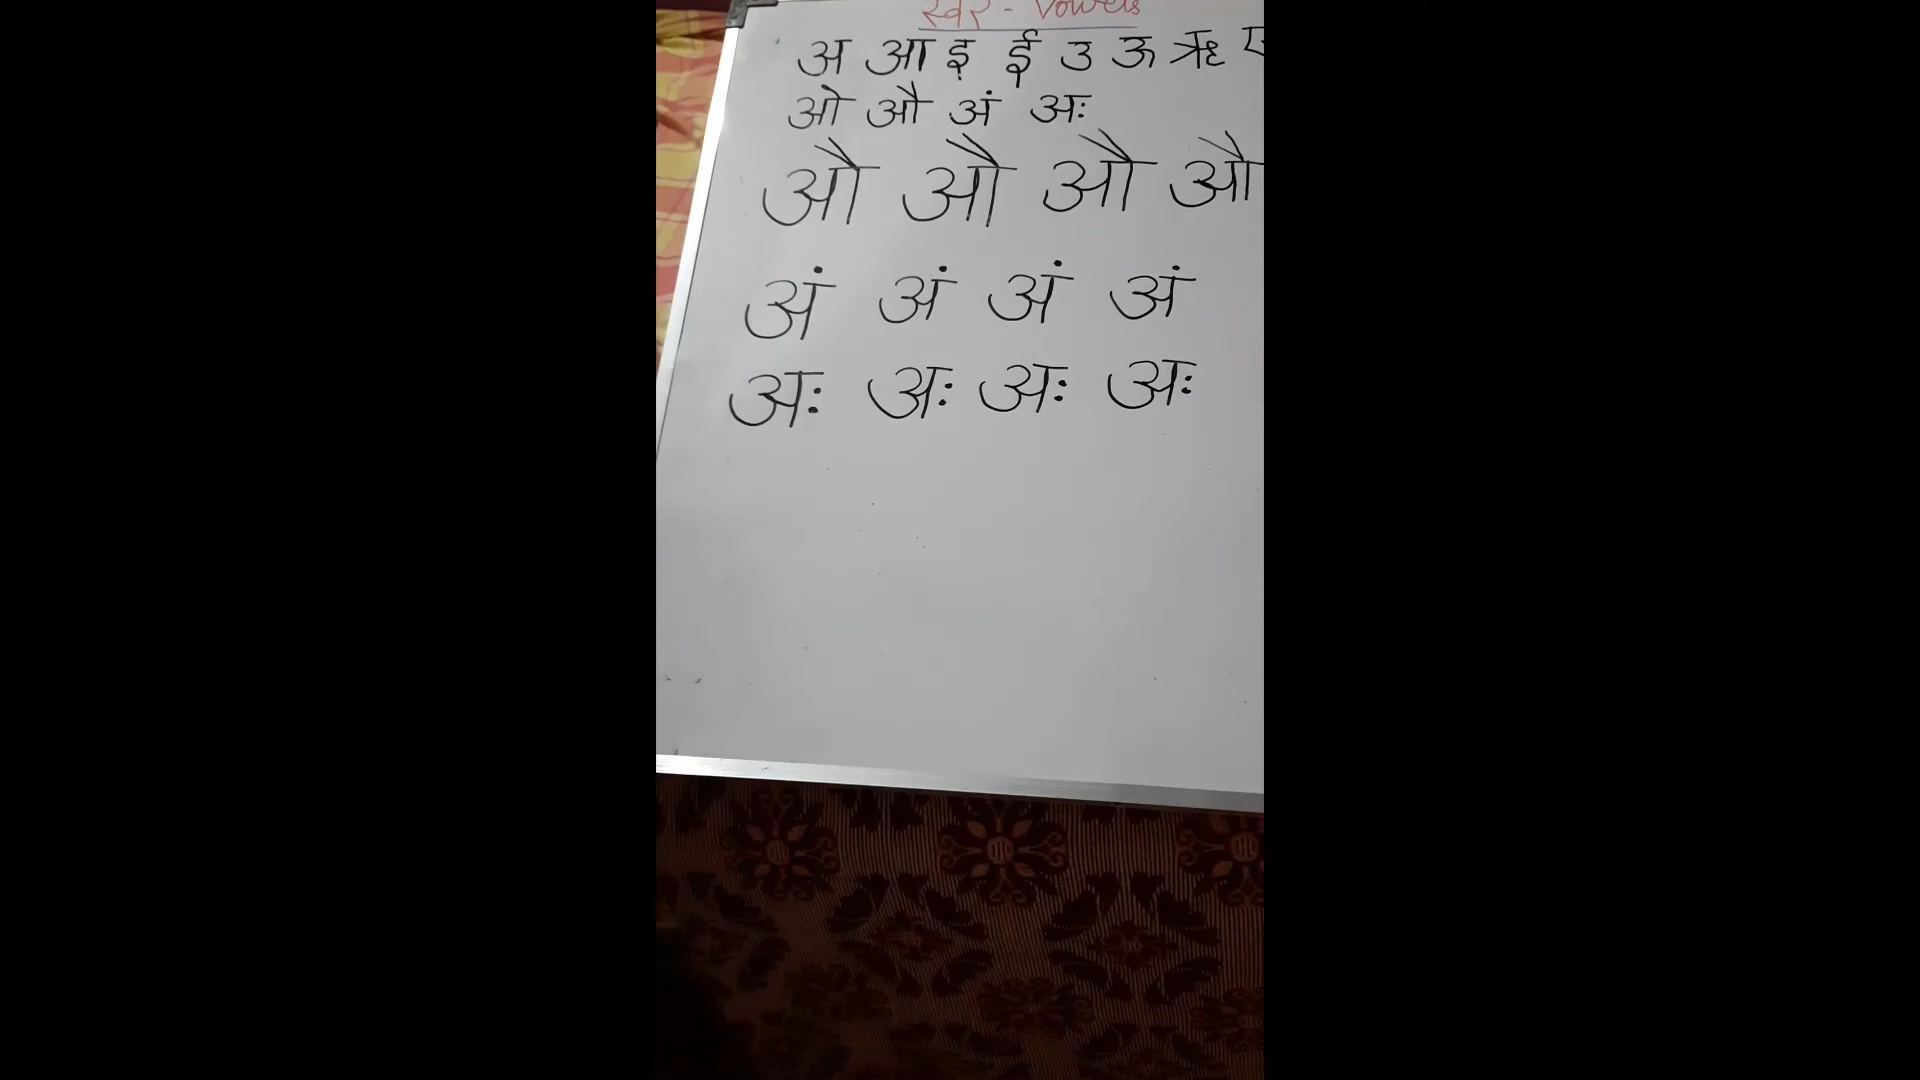 स्वर - Vowels
अ आ इ ई उ ऊ ऋ ए
ओ औ अं अः
औ औ औ औ
अं अं अं अं
अः अः अः अः